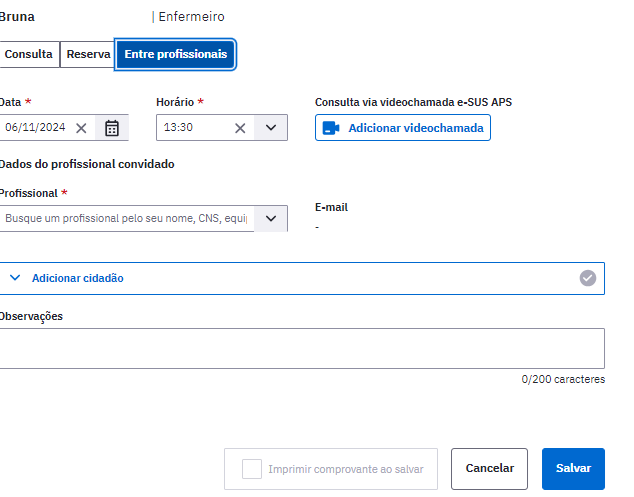 Bruna | Enfermeiro
Consulta Reserva Entre profissionais
Data * Horário * Consulta via videochamada e-SUS APS
06/11/2024 13:30 Adicionar videochamada
Dados do profissional convidado
Profissional * E-mail
Busque um profissional pelo seu nome, CNS, equi -
Adicionar cidadão
Observações
0/200 caracteres
Imprimir comprovante ao salvar Cancelar Salvar